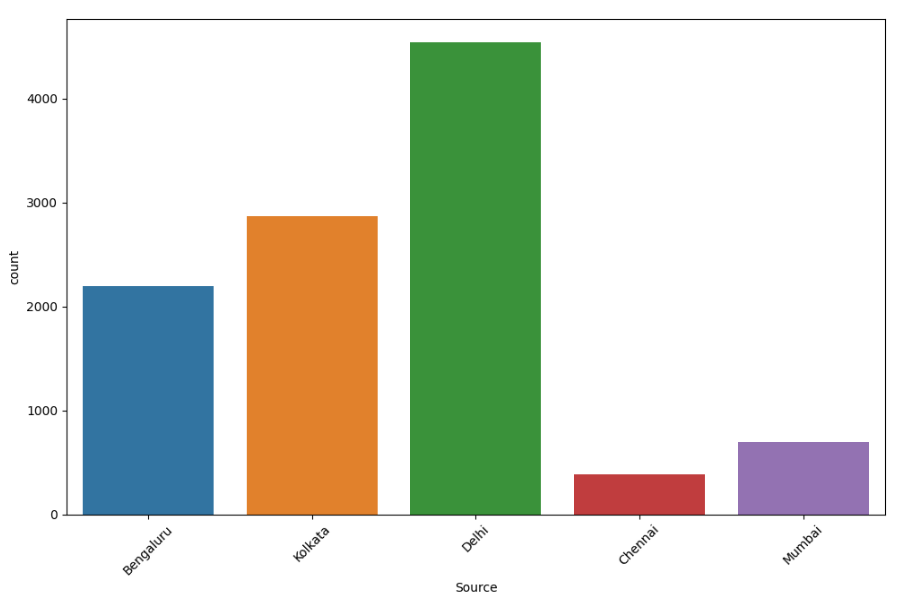 4000
3000
2000
1000
0
count
Bengaluru
Kolkata
Delhi
Chennai
Mumbai
Source